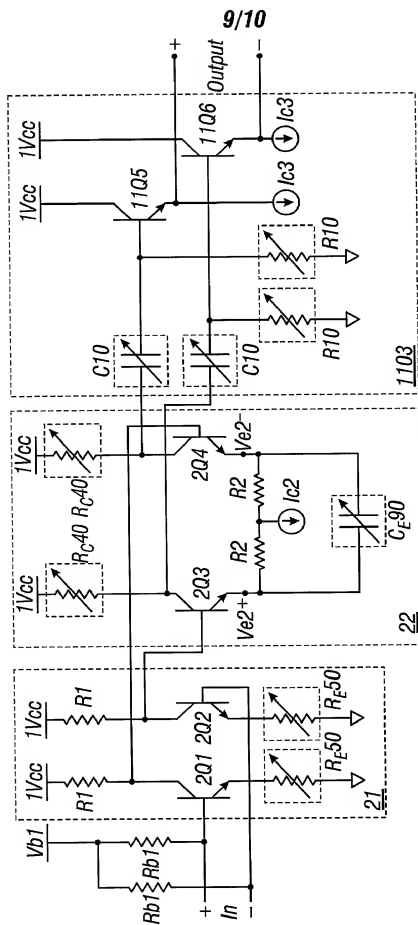 9/10
Vb1
Rb1
Rb1
+
In
−
1Vcc
1Vcc
R1
R1
2Q1
2Q2
RE50
RE50
21
1Vcc
1Vcc
RC40
RC40
2Q3
2Q4
Ve2+
Ve2-
R2
R2
Ic2
CE90
22
1Vcc
1Vcc
C10
C10
11Q5
11Q6
Ic3
Ic3
R10
R10
1103
+
Output
−